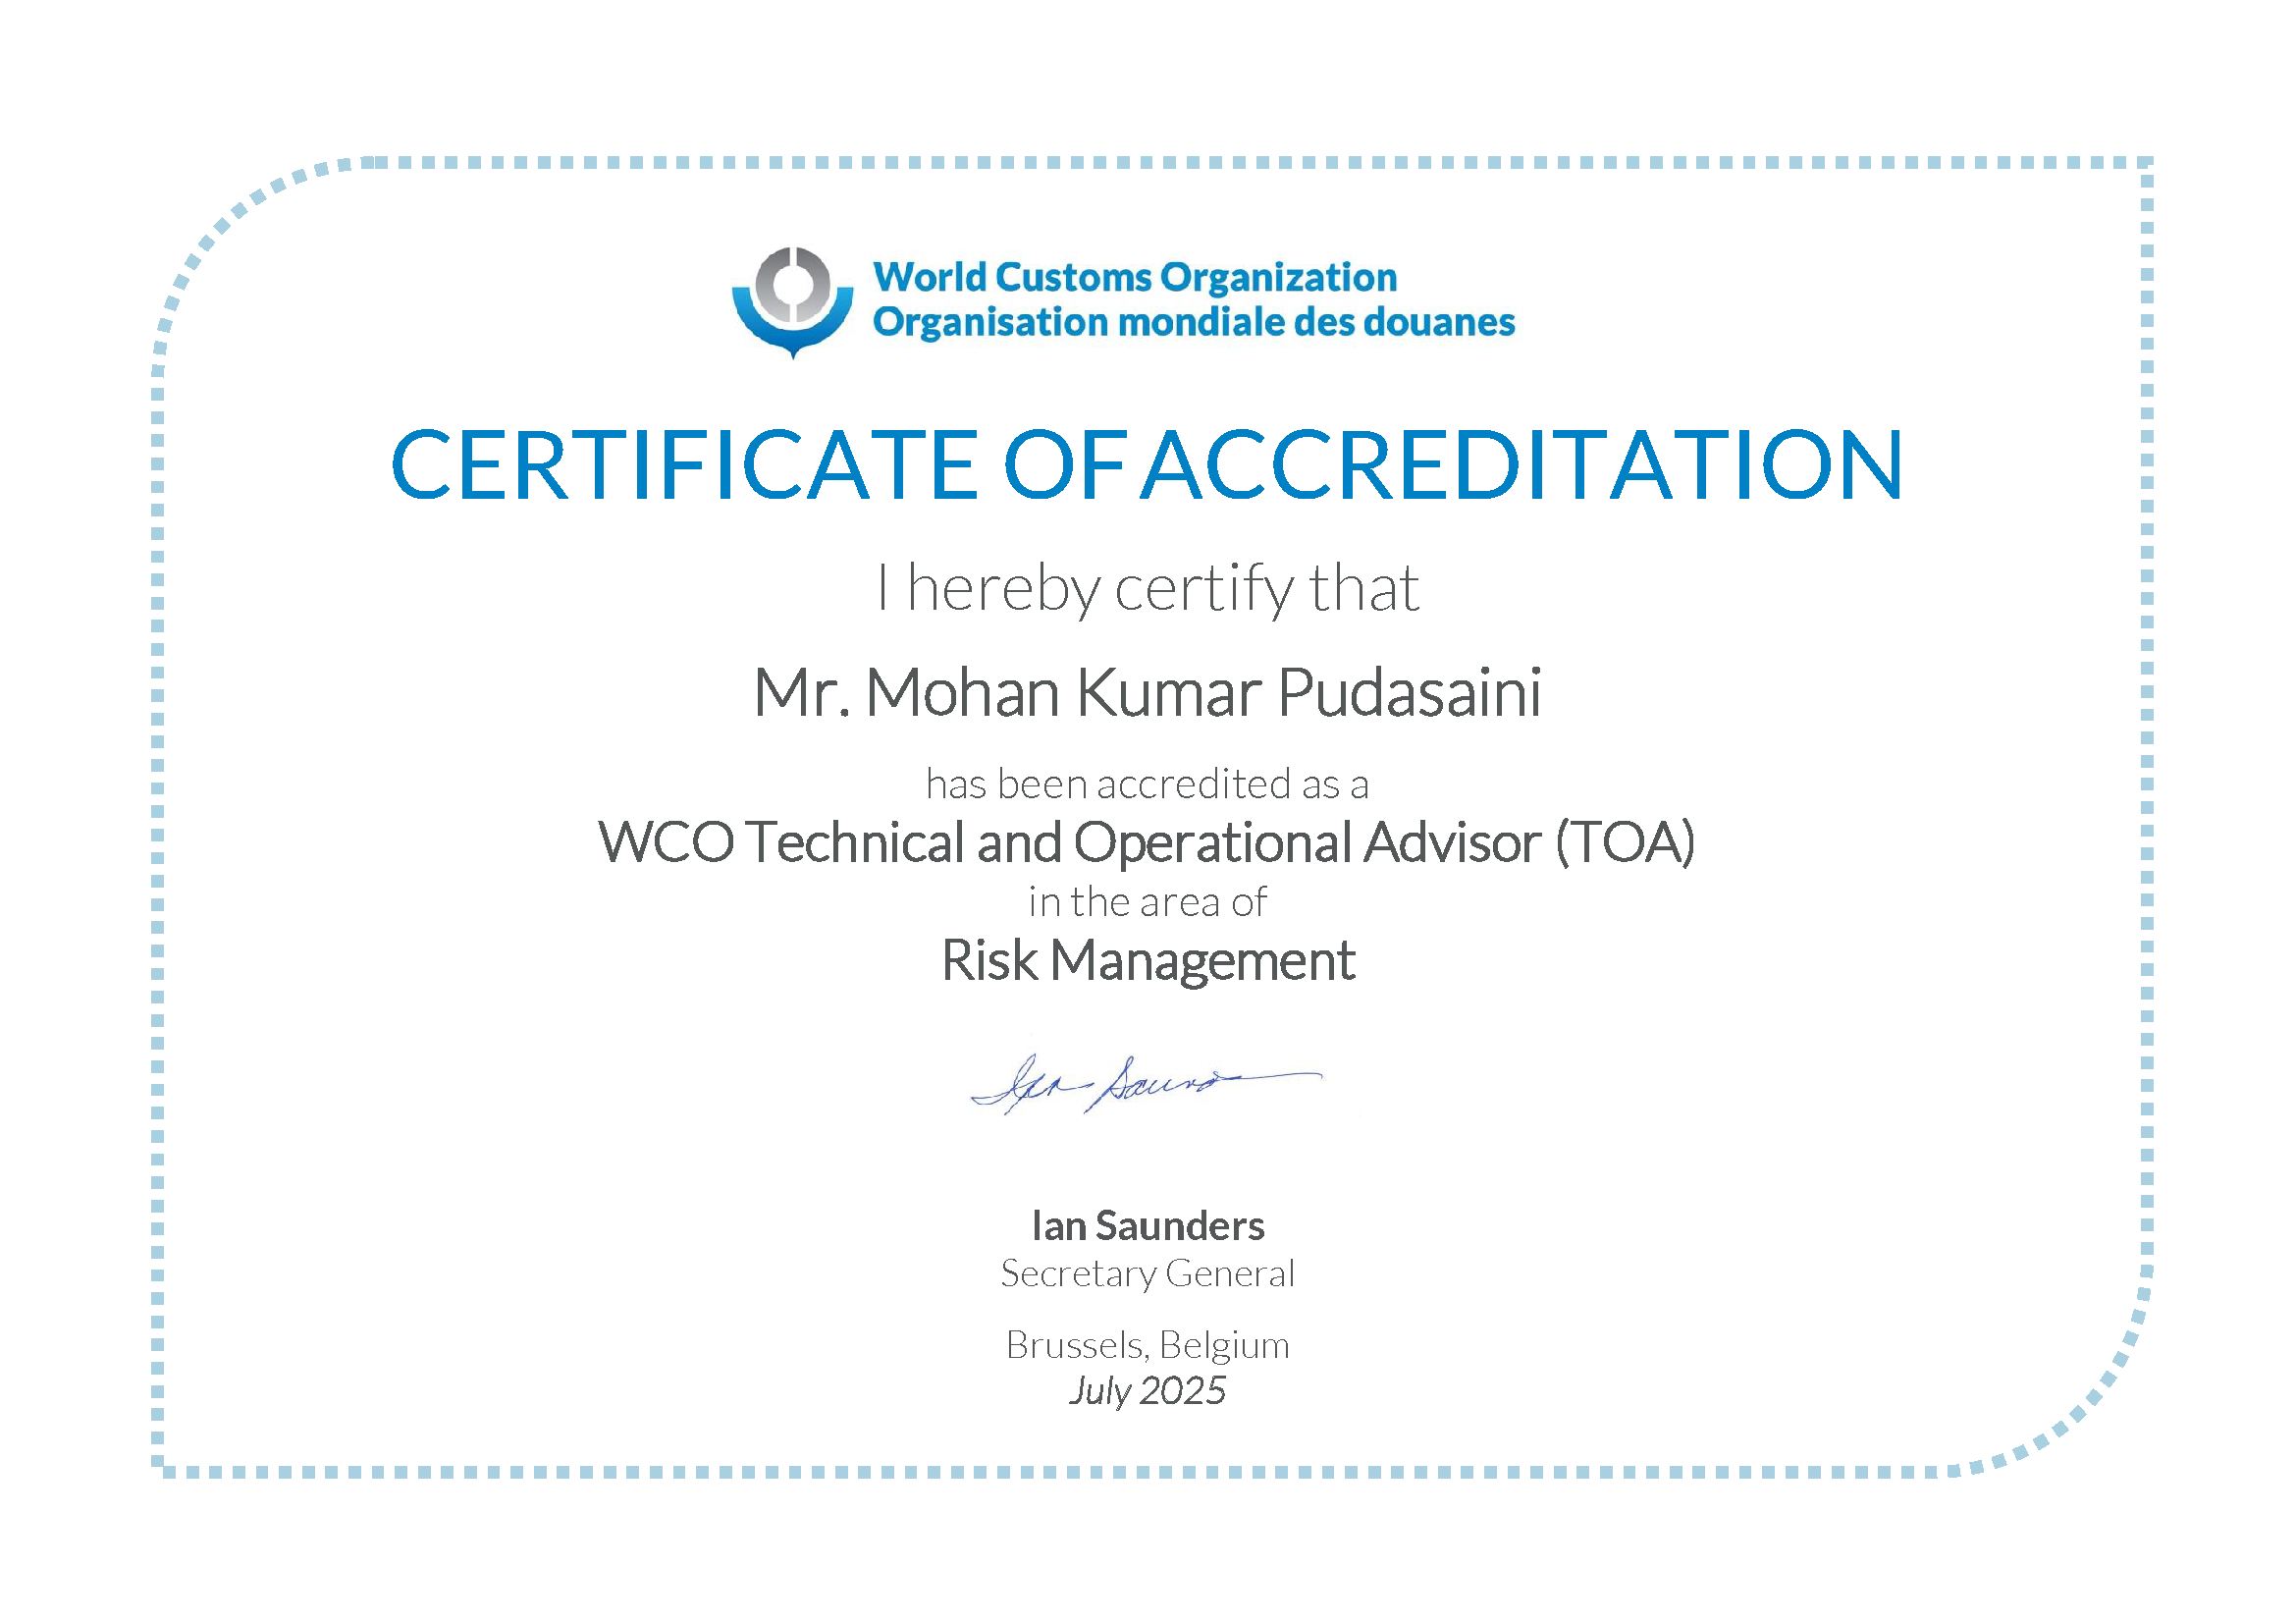 World Customs Organization
Organisation mondiale des douanes
CERTIFICATE OF ACCREDITATION
I hereby certify that
Mr. Mohan Kumar Pudasaini
has been accredited as a
WCO Technical and Operational Advisor (TOA)
in the area of
Risk Management
Ian Saunders
Secretary General
Brussels, Belgium
July 2025